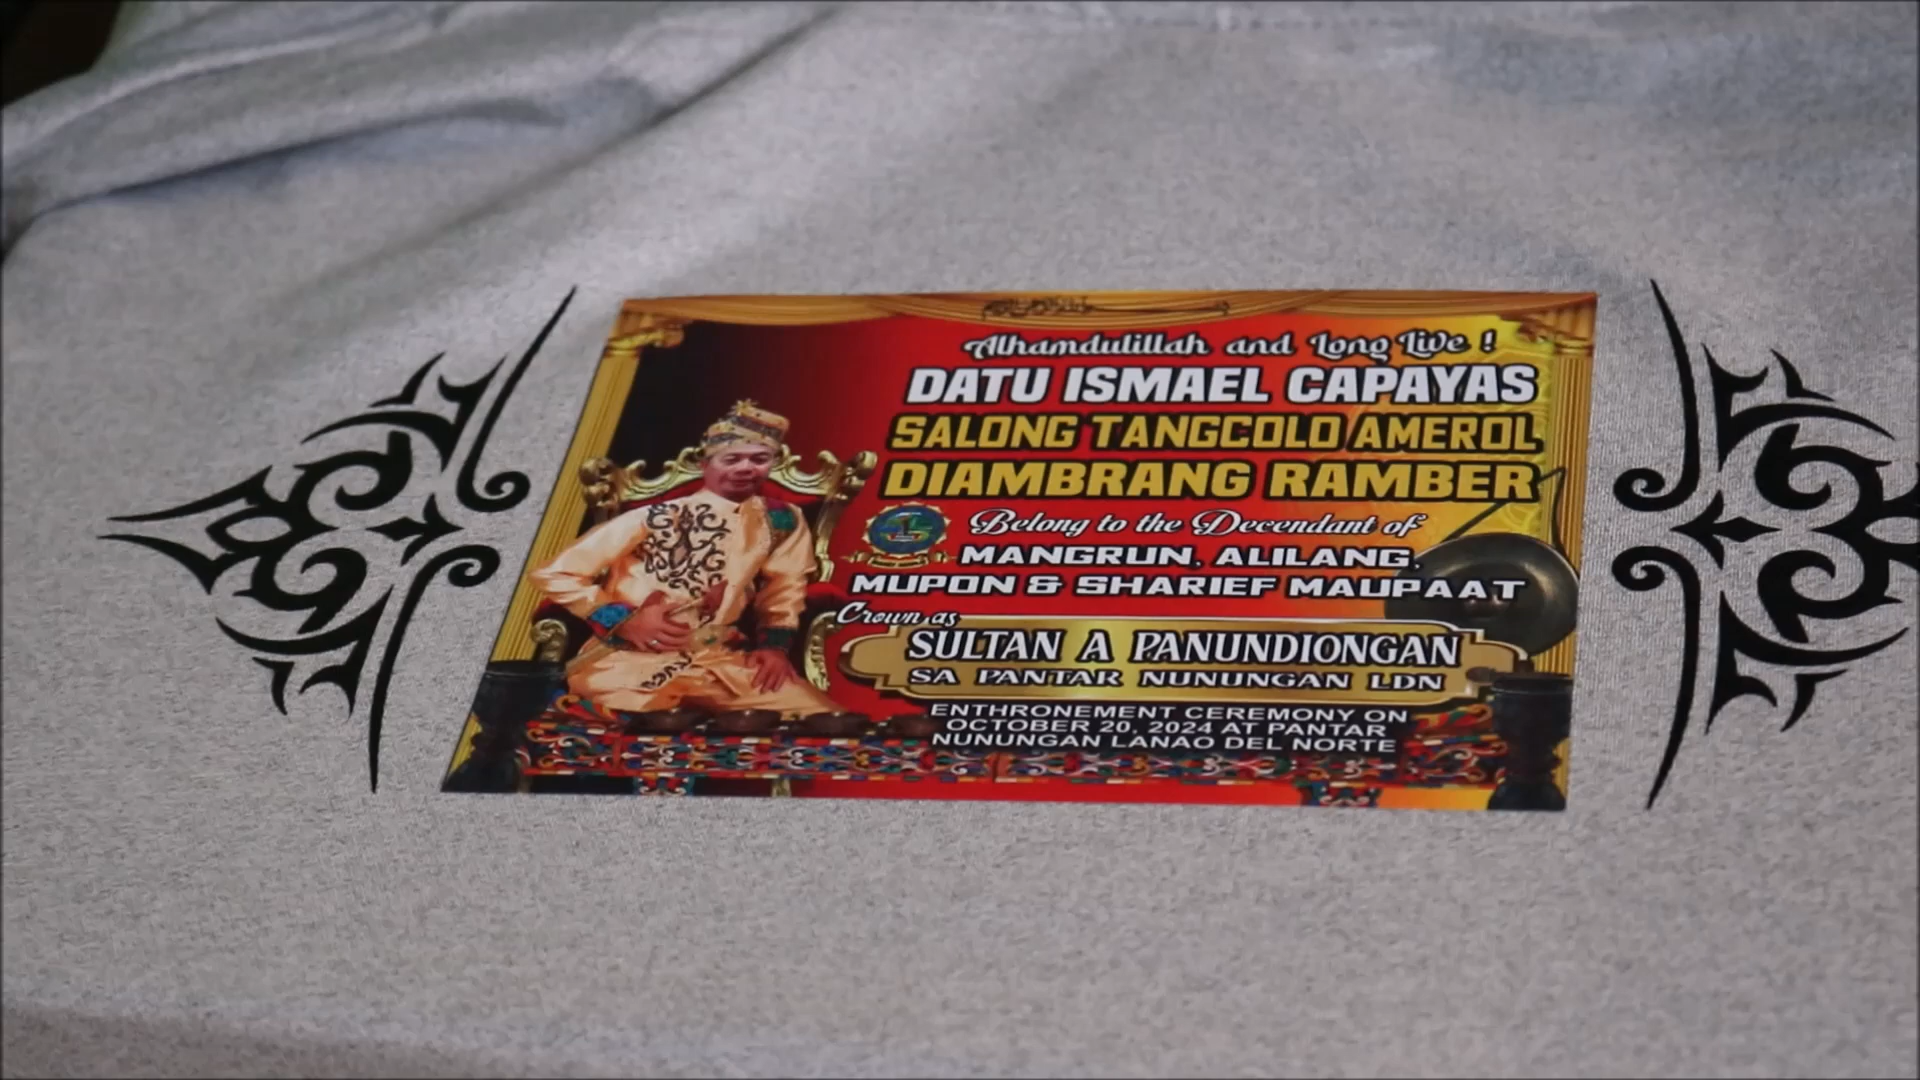 Alhamdulillah and Long Live !
DATU ISMAEL CAPAYAS
SALONG TANGCOLO AMEROL
DIAMBRANG RAMBER
Belong to the Decendant of
MANGRUN, ALILANG,
MUPON & SHARIEF MAUPAAT
Crown as
SULTAN A PANUNDIONGAN
SA PANTAR NUNUNGAN LDN
ENTHRONEMENT CEREMONY ON
OCTOBER 20, 2024 AT PANTAR
NUNUNGAN LANAO DEL NORTE